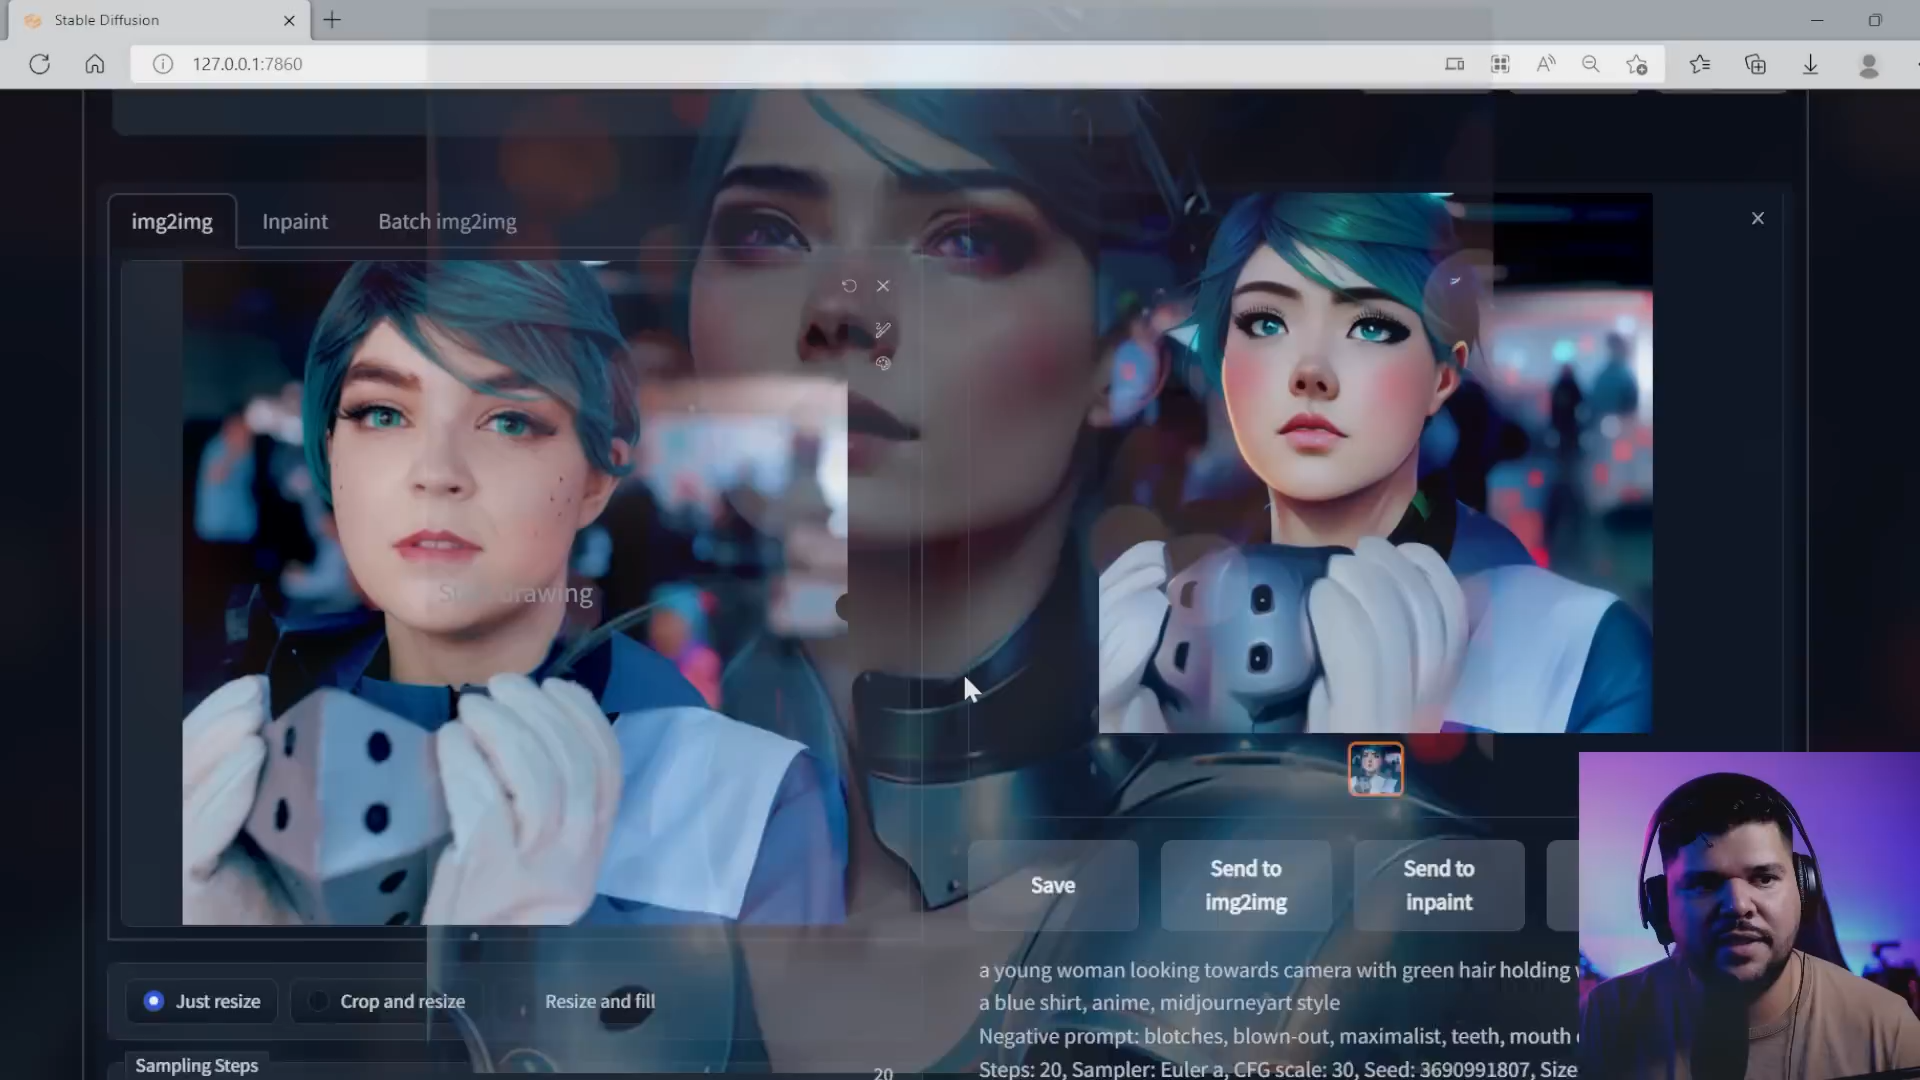 Stable Diffusion
127.0.0.1:7860
img2img
Inpaint
Batch img2img
drawing
Save
Send to
img2img
Send to
inpaint
a young woman looking towards camera with green hair holding
a blue shirt, anime, midjourneyart style
Negative prompt: blotches, blown-out, maximalist, teeth, mouth
Steps: 20, Sampler: Euler a, CFG scale: 30, Seed: 3690991807, Size
Just resize
Crop and resize
Resize and fill
Sampling Steps
20